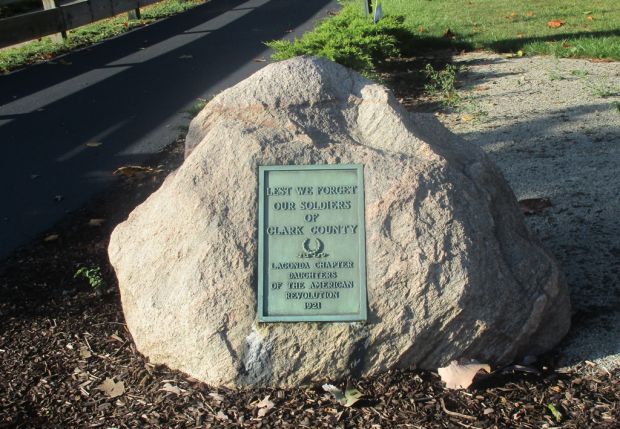 LEST WE FORGET
OUR SOLDIERS
OF
CLARK COUNTY
LAGONDA CHAPTER
DAUGHTERS
OF THE AMERICAN
REVOLUTION
1921